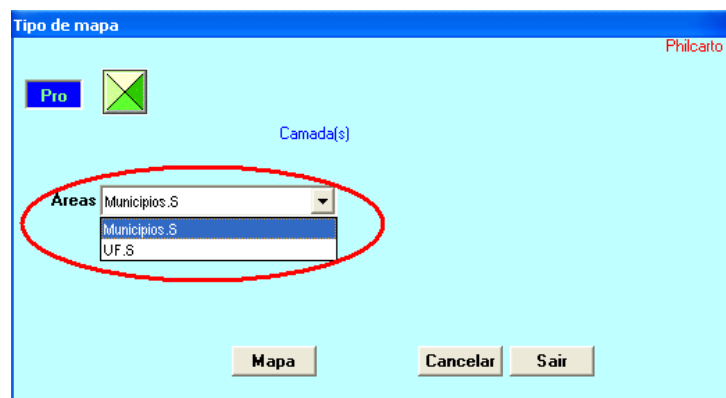 Tipo de mapa
Philcarto
Pro
Camada(s)
Áreas Municipios.S
Municipios.S
UF.S
Mapa Cancelar Sair